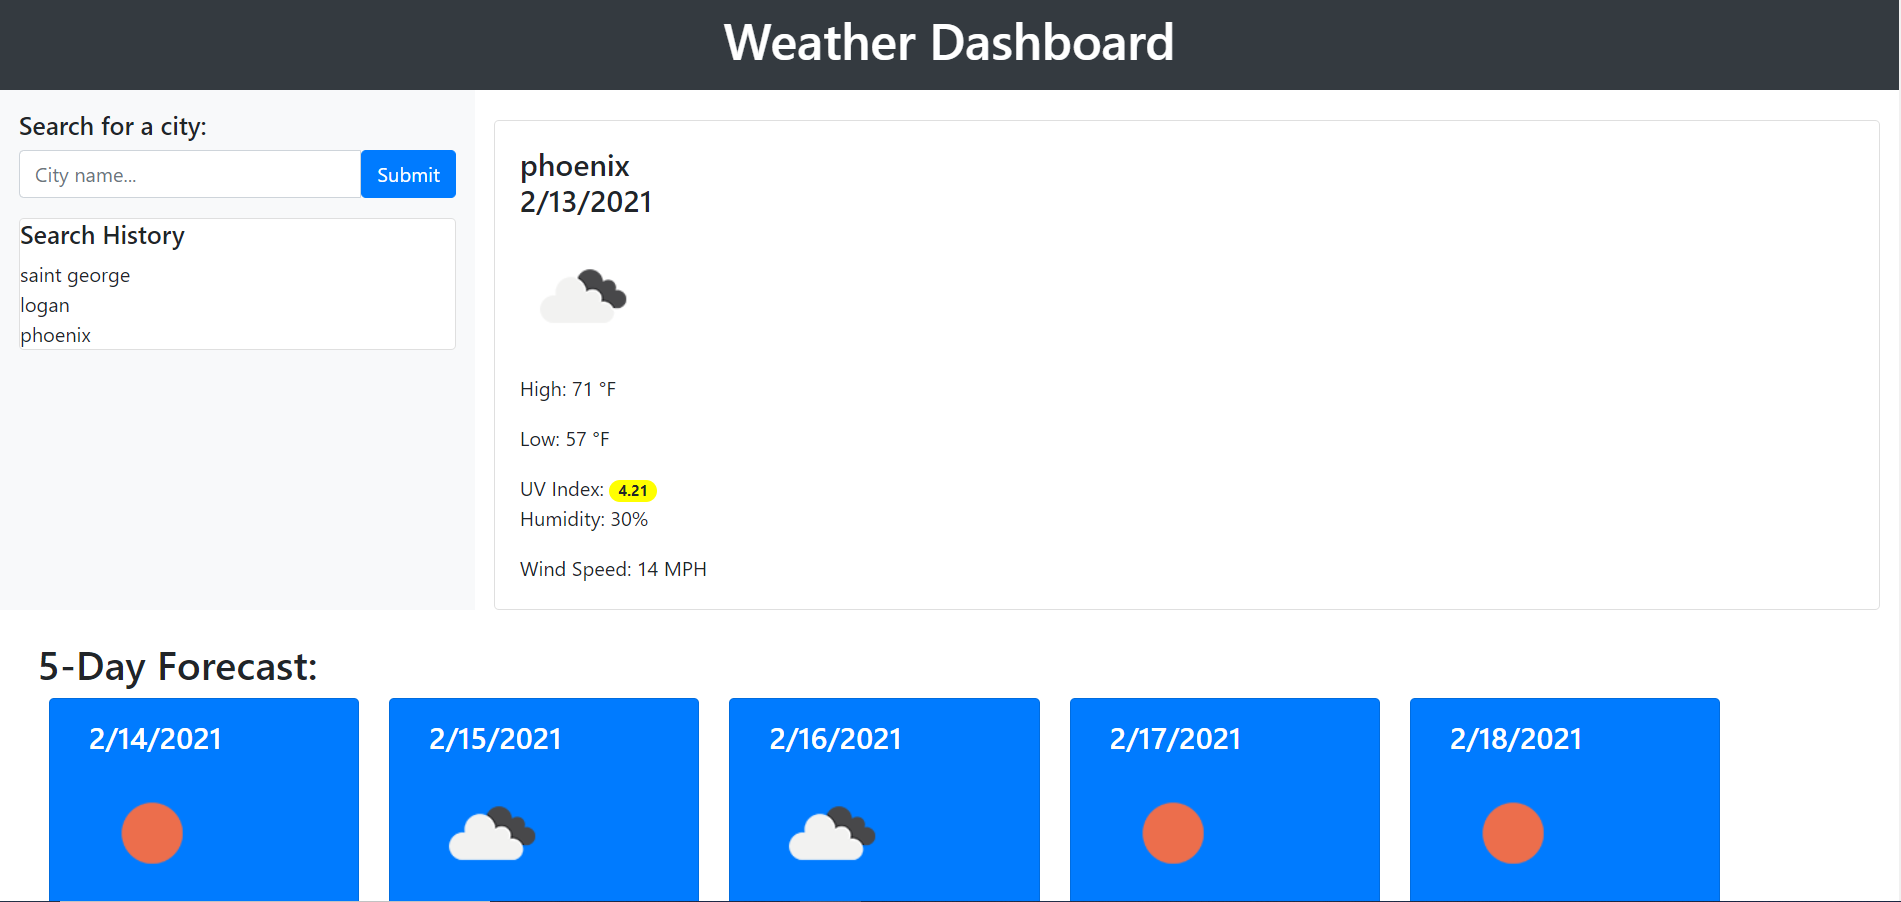 Weather Dashboard
Search for a city:
City name...
Submit
Search History
saint george
logan
phoenix
phoenix
2/13/2021
High: 71 °F
Low: 57 °F
UV Index: 4.21
Humidity: 30%
Wind Speed: 14 MPH
5-Day Forecast:
2/14/2021
2/15/2021
2/16/2021
2/17/2021
2/18/2021